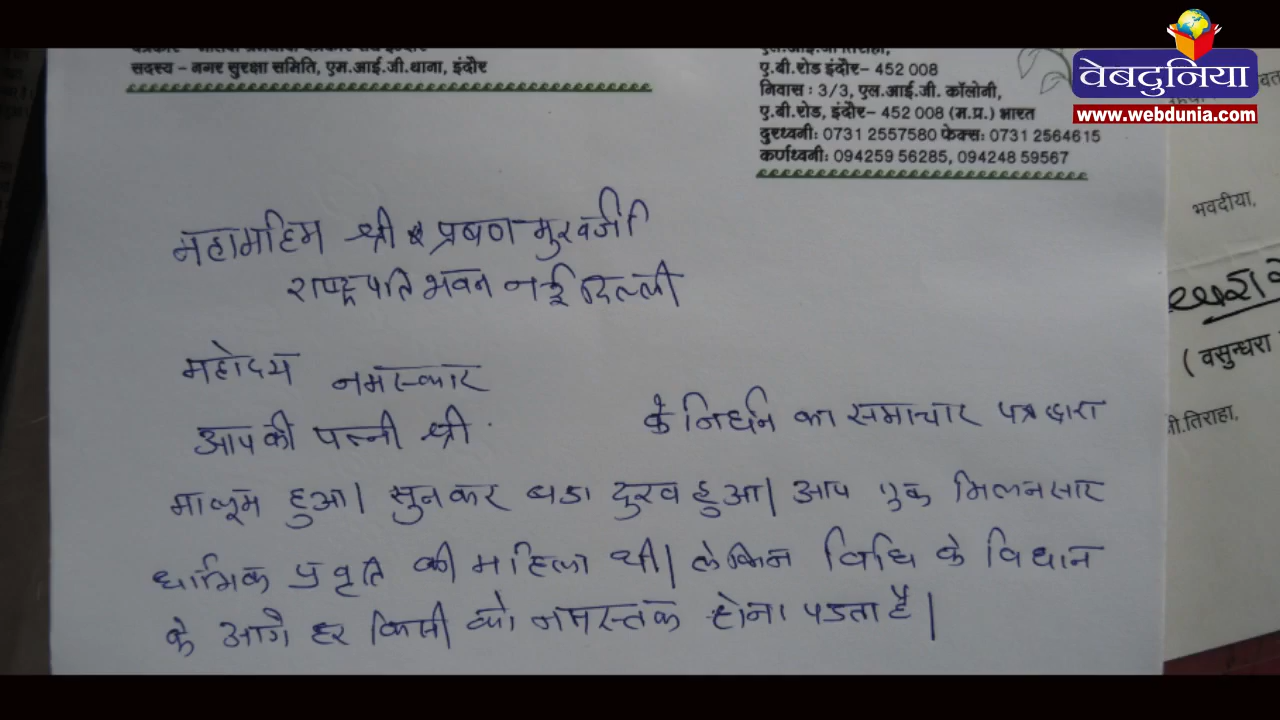 सदस्य – नगर सुरक्षा समिति, एम.आई.जी.थाना, इंदौर
ए.बी.रोड इंदौर– 452 008
निवास : 3/3, एल.आई.जी. कॉलोनी,
ए.बी.रोड, इंदौर– 452 008 (म.प्र.) भारत
दुरध्वनी: 0731 2557580 फेक्स: 0731 2564615
कर्णध्वनी: 094259 56285, 094248 59567
वेबदुनिया
www.webdunia.com
महामहिम श्री प्रबण मुखर्जी
राष्ट्रपति भवन नई दिल्ली
महोदय नमस्कार
आपकी पत्नी श्री के निर्धन का समाचार पत्र द्वारा
मालूम हुआ। सुनकर बडा दुख हुआ। आप एक मिलनसार
धार्मिक प्रवृति की महिला थी। लेकिन विधि के विधान
के आगे हर किसी को नमस्तक होना पडता है।
भवदीया,
( वसुन्धरा
जी.तिराहा,